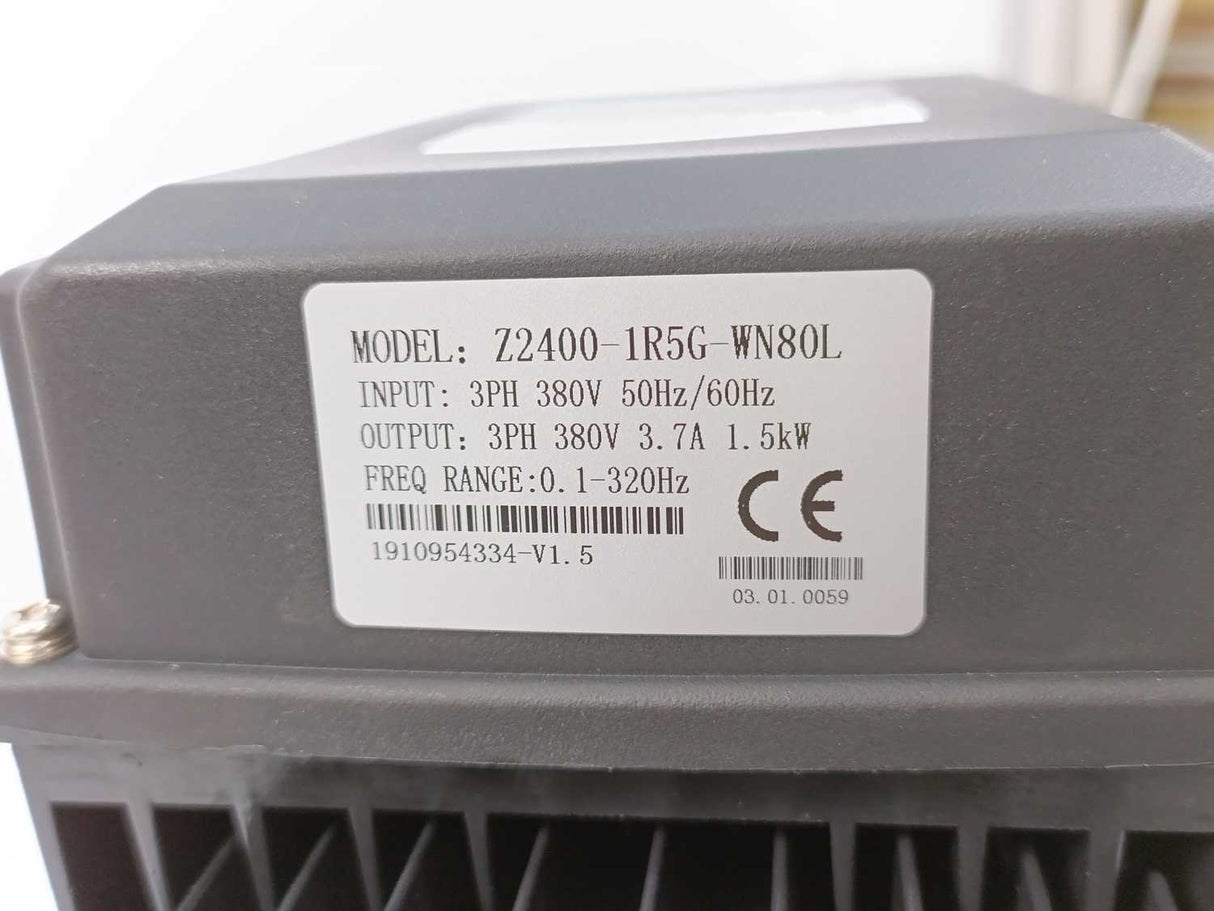 MODEL: Z2400-1R5G-WN80L
INPUT: 3PH 380V 50Hz/60Hz
OUTPUT: 3PH 380V 3.7A 1.5kW
FREQ RANGE:0.1-320Hz
CE
1910954334-V1.5
03.01.0059